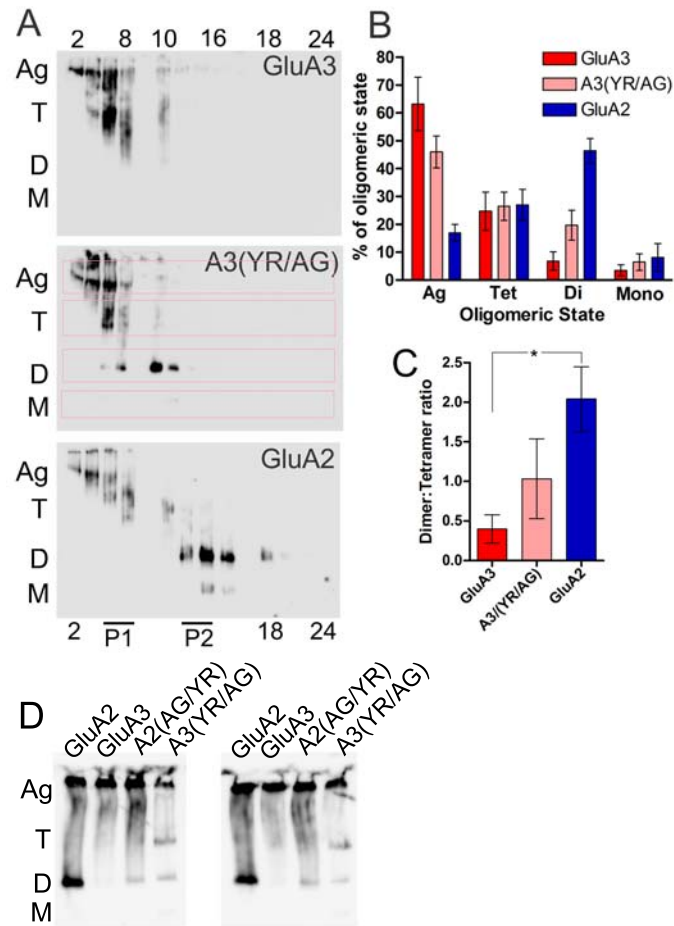 A
2 8 10 16 18 24
GluA3
Ag
T
D
M
A3(YR/AG)
Ag
T
D
M
GluA2
Ag
T
D
M
2 P1 P2 18 24
B
% of oligomeric state
80
70
60
50
40
30
20
10
0
GluA3
A3(YR/AG)
GluA2
Ag Tet Di Mono
Oligomeric State
C
Dimer:Tetramer ratio
2.5
2.0
1.5
1.0
0.5
0.0
*
GluA3
A3/(YR/AG)
GluA2
D
GluA2
GluA3
A2(AG/YR)
A3(YR/AG)
GluA2
GluA3
A2(AG/YR)
A3(YR/AG)
Ag
T
D
M